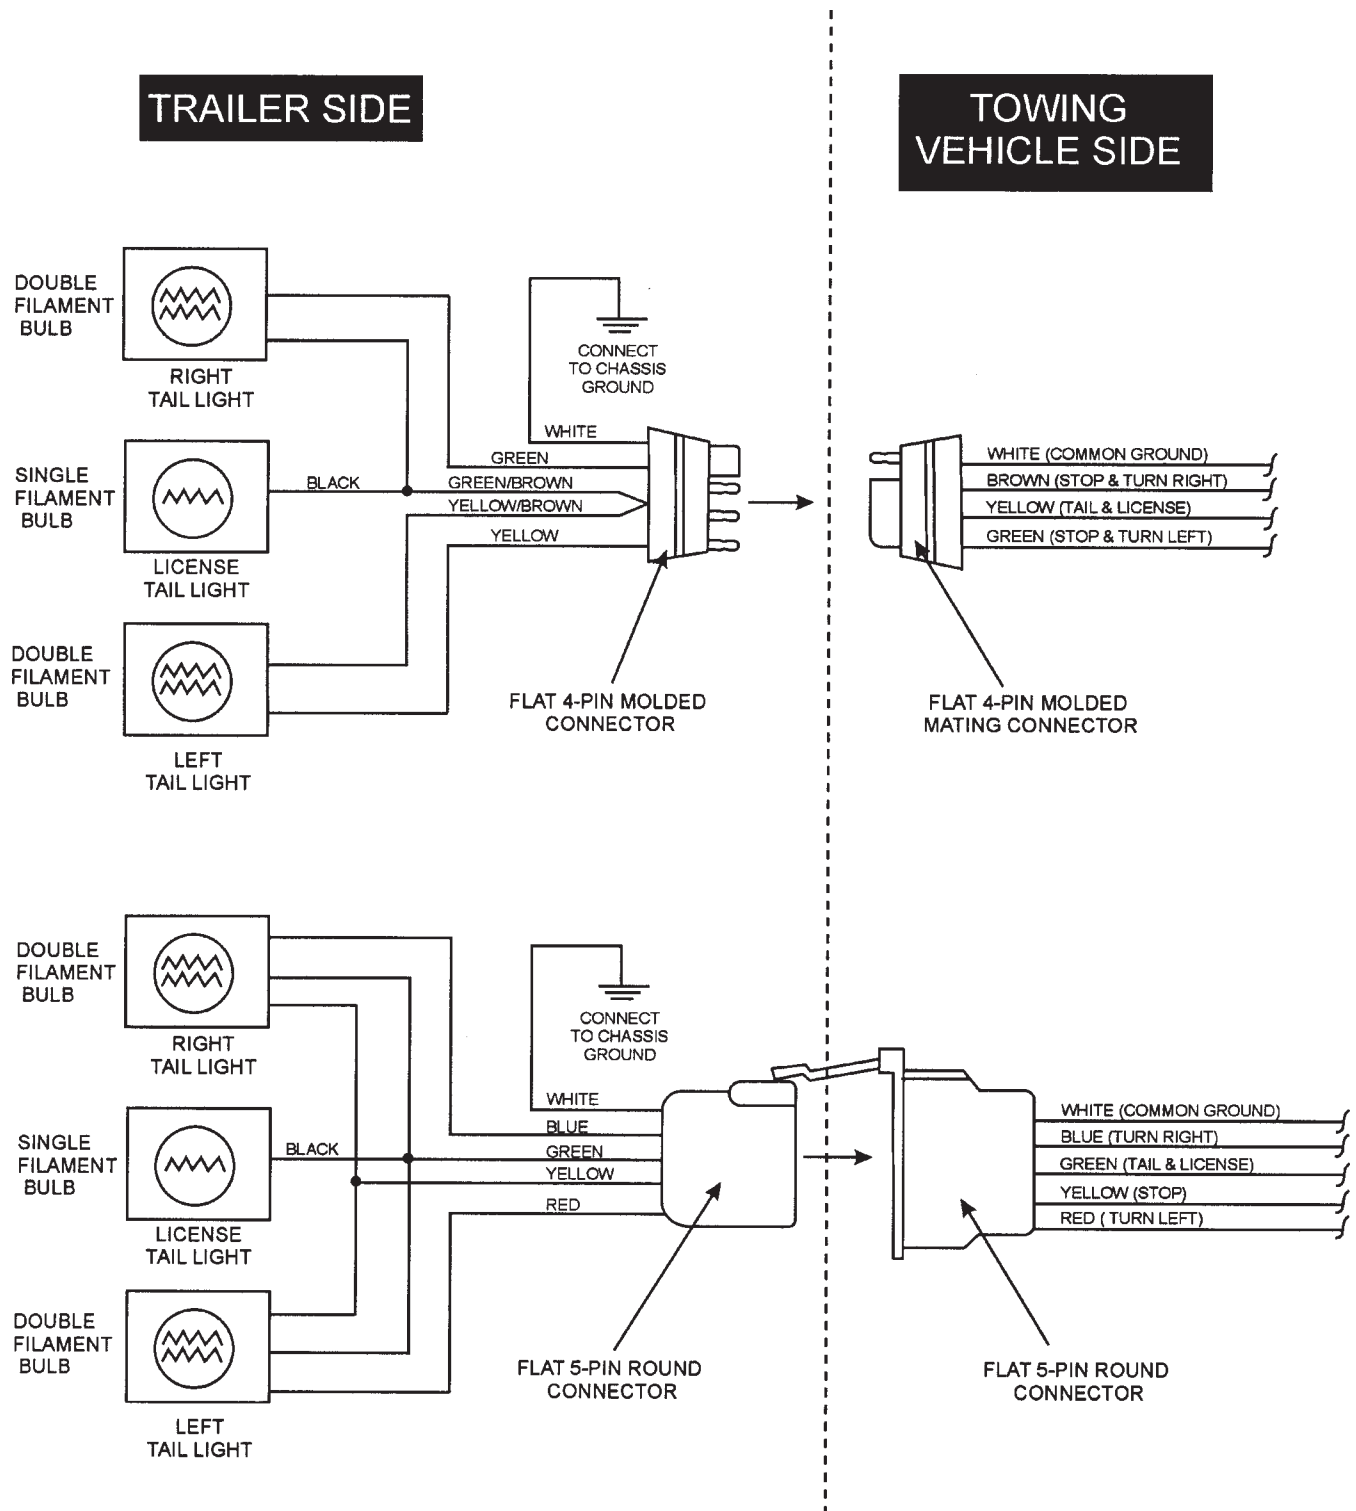 TRAILER SIDE
TOWING
VEHICLE SIDE
DOUBLE
FILAMENT
BULB
RIGHT
TAIL LIGHT
CONNECT
TO CHASSIS
GROUND
SINGLE
FILAMENT
BULB
LICENSE
TAIL LIGHT
BLACK
WHITE
GREEN
GREEN/BROWN
YELLOW/BROWN
YELLOW
WHITE (COMMON GROUND)
BROWN (STOP & TURN RIGHT)
YELLOW (TAIL & LICENSE)
GREEN (STOP & TURN LEFT)
DOUBLE
FILAMENT
BULB
LEFT
TAIL LIGHT
FLAT 4-PIN MOLDED
CONNECTOR
FLAT 4-PIN MOLDED
MATING CONNECTOR
DOUBLE
FILAMENT
BULB
RIGHT
TAIL LIGHT
CONNECT
TO CHASSIS
GROUND
SINGLE
FILAMENT
BULB
LICENSE
TAIL LIGHT
BLACK
WHITE
BLUE
GREEN
YELLOW
RED
WHITE (COMMON GROUND)
BLUE (TURN RIGHT)
GREEN (TAIL & LICENSE)
YELLOW (STOP)
RED ( TURN LEFT)
DOUBLE
FILAMENT
BULB
LEFT
TAIL LIGHT
FLAT 5-PIN ROUND
CONNECTOR
FLAT 5-PIN ROUND
CONNECTOR